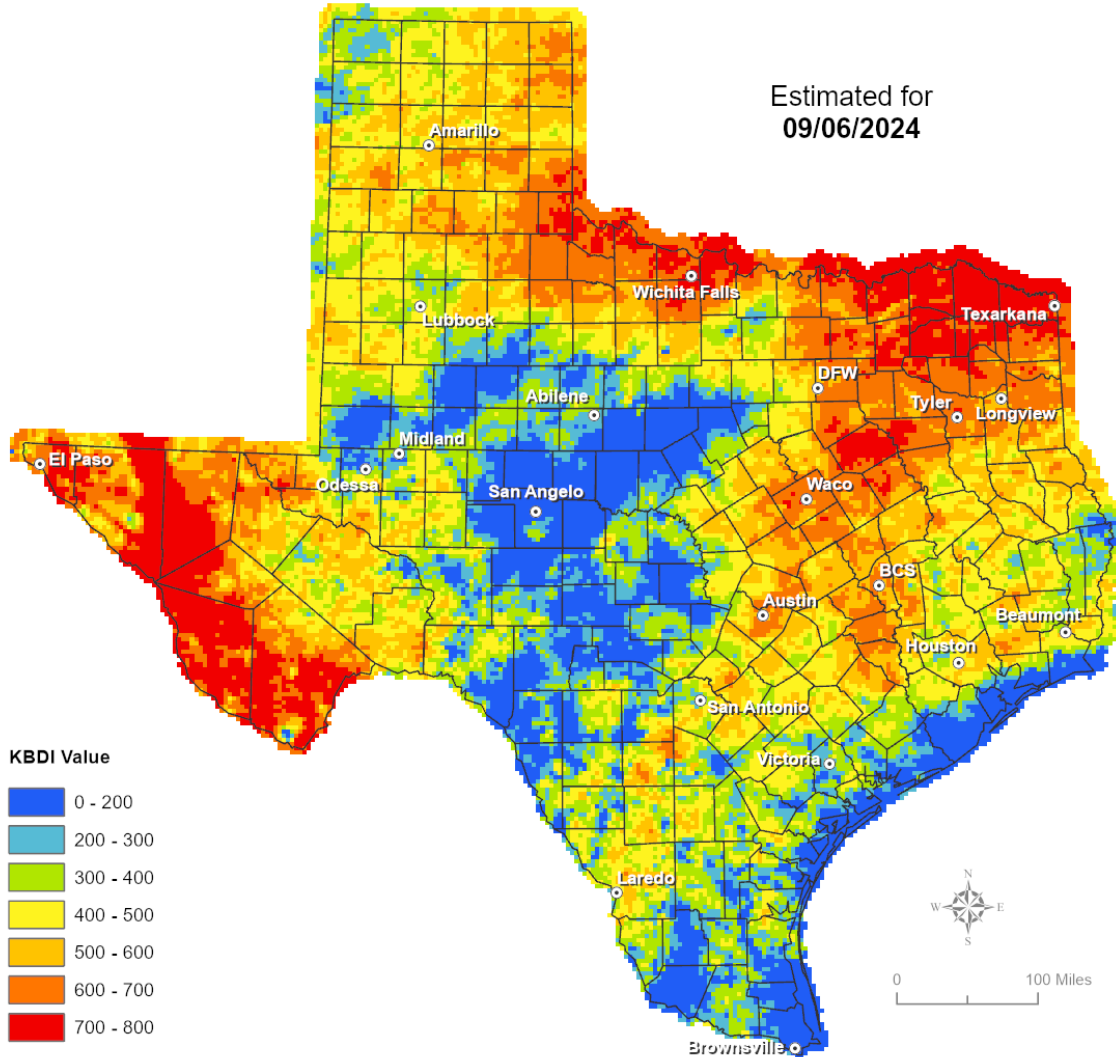 Estimated for
09/06/2024
Amarillo
Wichita Falls
Lubbock
Texarkana
DFW
Abilene
Tyler
Longview
Midland
El Paso
Odessa
San Angelo
Waco
BCS
Austin
Beaumont
Houston
San Antonio
Victoria
KBDI Value
0 - 200
200 - 300
300 - 400
400 - 500
500 - 600
600 - 700
700 - 800
Laredo
N
W E
S
0 100 Miles
Brownsville